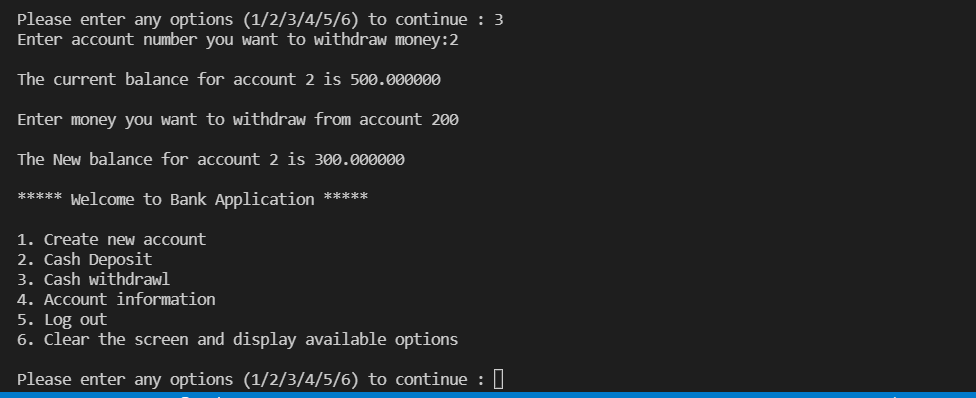 Please enter any options (1/2/3/4/5/6) to continue : 3
Enter account number you want to withdraw money:2
The current balance for account 2 is 500.000000
Enter money you want to withdraw from account 200
The New balance for account 2 is 300.000000
***** Welcome to Bank Application *****
1. Create new account
2. Cash Deposit
3. Cash withdrawl
4. Account information
5. Log out
6. Clear the screen and display available options
Please enter any options (1/2/3/4/5/6) to continue :